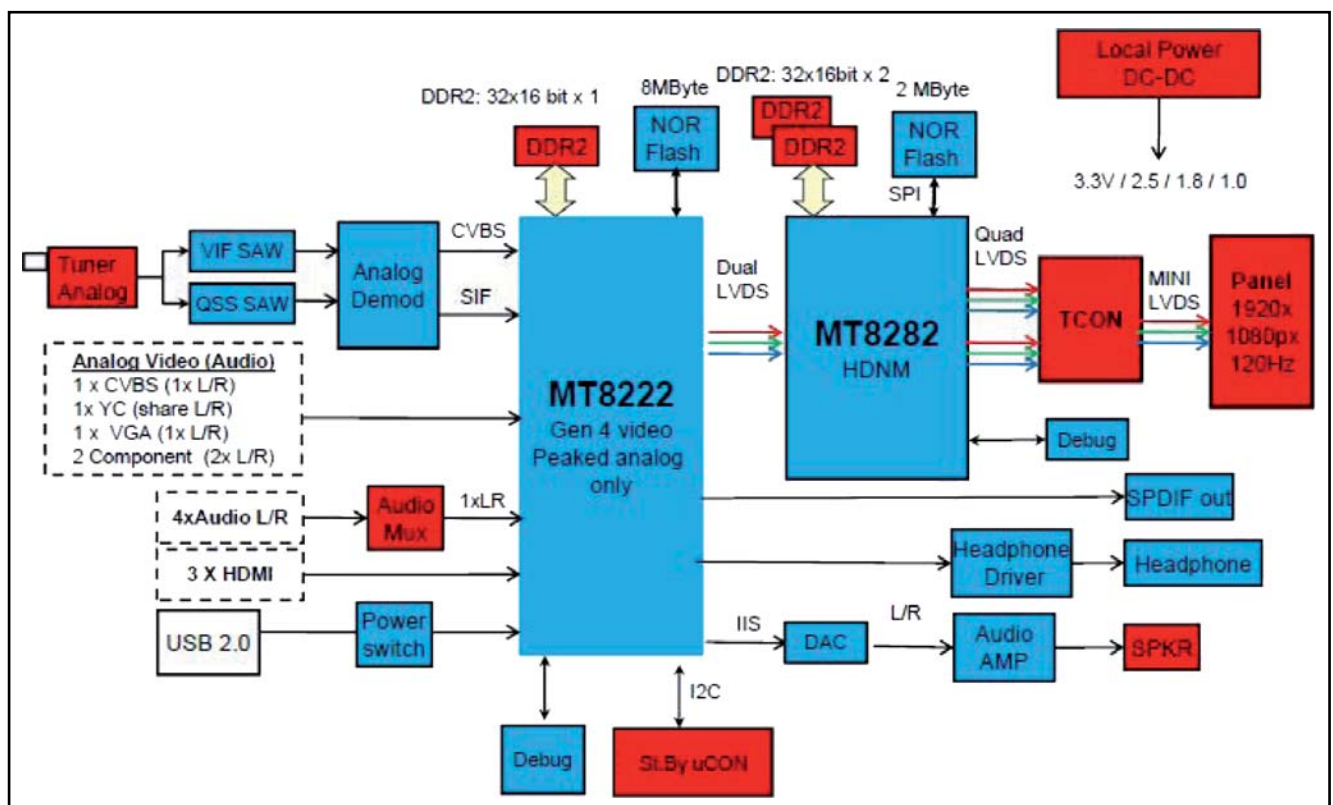 Local Power
DC-DC
3.3V / 2.5 / 1.8 / 1.0
DDR2: 32x16 bit x 1
DDR2
8MByte
NOR
Flash
DDR2: 32x16bit x 2
DDR2
DDR2
2 MByte
NOR
Flash
SPI
Tuner
Analog
VIF SAW
QSS SAW
Analog
Demod
CVBS
SIF
Analog Video (Audio)
1 x CVBS (1x L/R)
1x YC (share L/R)
1 x VGA (1x L/R)
2 Component (2x L/R)
4xAudio L/R
Audio
Mux
1xLR
3 X HDMI
USB 2.0
Power
switch
MT8222
Gen 4 video
Peaked analog
only
Dual
LVDS
MT8282
HDNM
Quad
LVDS
TCON
MINI
LVDS
Panel
1920x
1080px
120Hz
Debug
SPDIF out
Headphone
Driver
Headphone
IIS
DAC
L/R
Audio
AMP
SPKR
Debug
I2C
St.By uCON